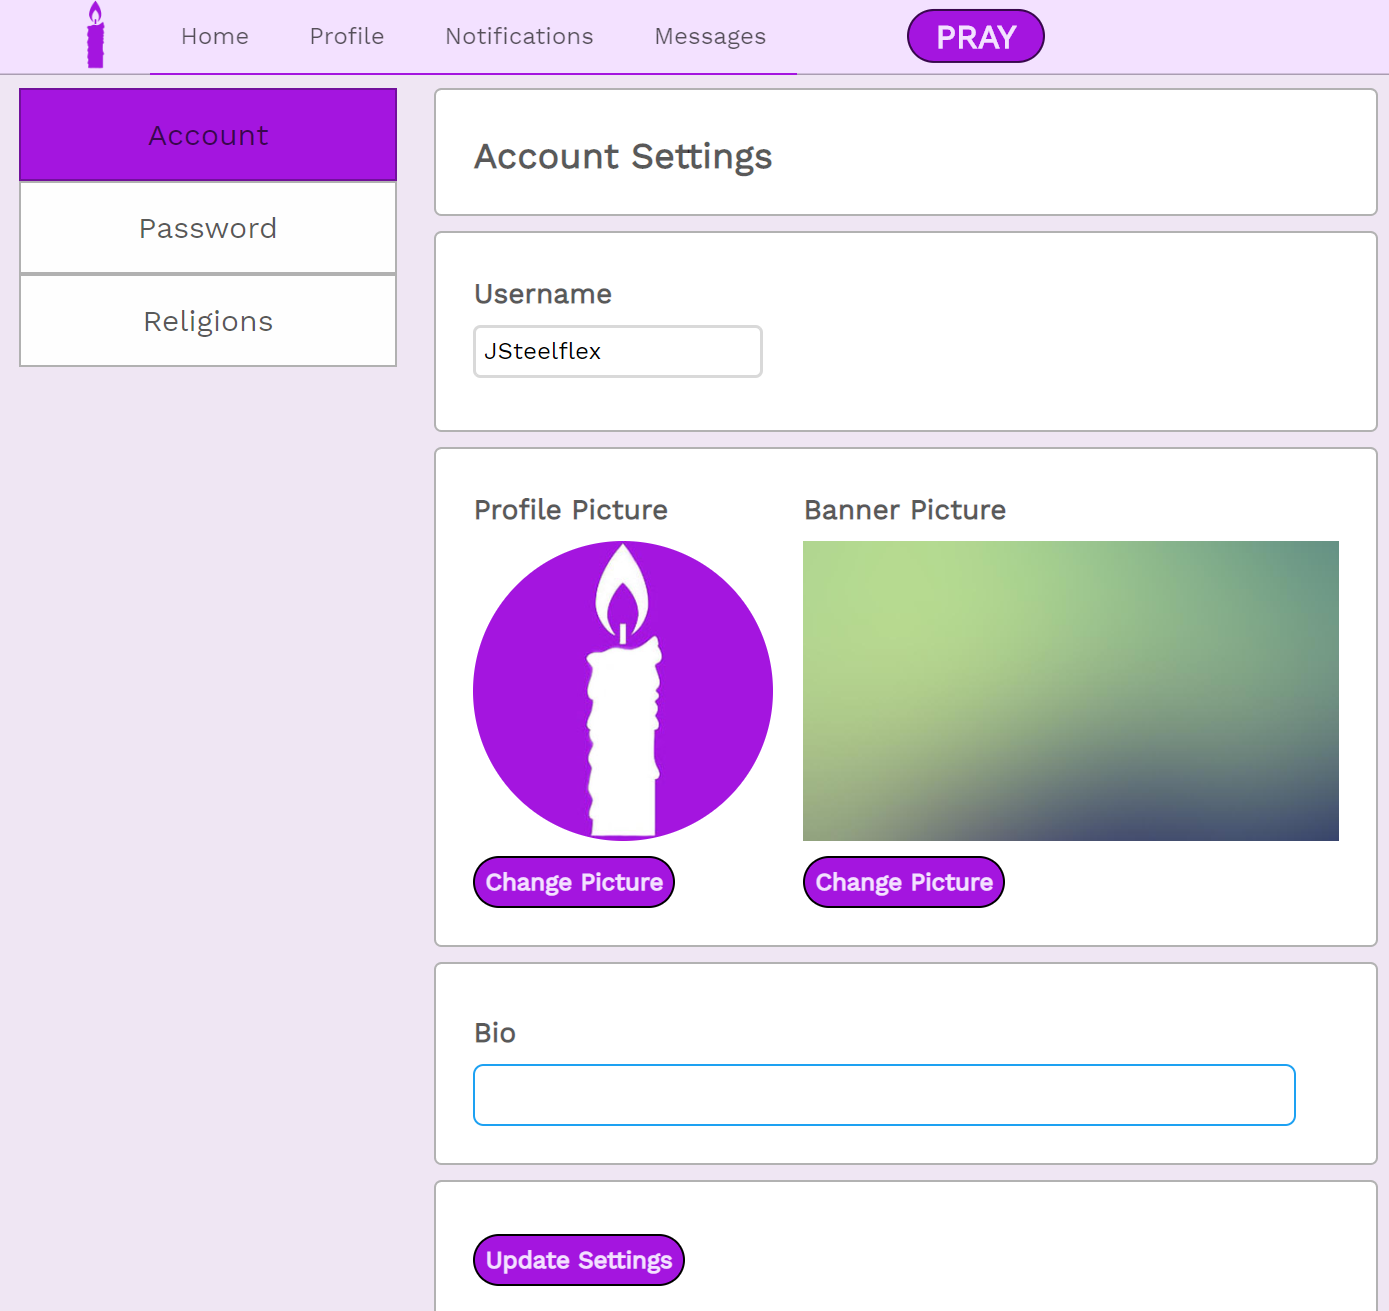 Home Profile Notifications Messages PRAY
Account
Password
Religions
Account Settings
Username
JSteelflex
Profile Picture Banner Picture
Change Picture Change Picture
Bio
Update Settings